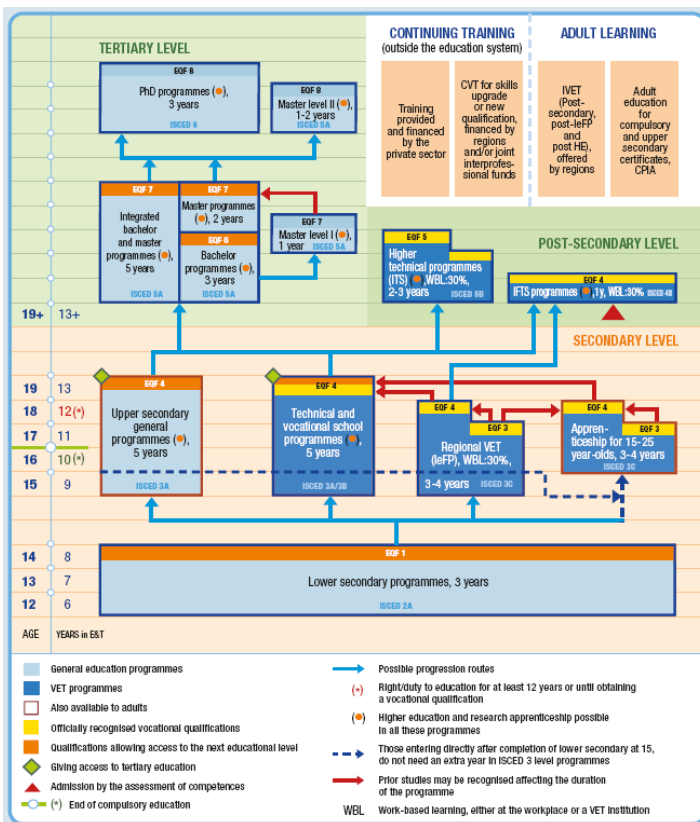 TERTIARY LEVEL
EQF 8
PhD programmes (●),
3 years
ISCED 6
EQF 8
Master level II (●),
1-2 years
ISCED 5A
CONTINUING TRAINING
(outside the education system)
Training
provided
and financed
by the
private sector
CVT for skills
upgrade
or new
qualification,
financed by
regions
and/or joint
interprofes-
sional funds
ADULT LEARNING
IVET
(Post-
secondary,
post-IeFP
and
post HE),
offered by
regions
Adult
education
for
compulsory
and upper
secondary
certificates,
CPIA
EQF 7
Integrated
bachelor
and master
programmes (●),
5 years
ISCED 5A
EQF 7
Master programmes
(●), 2 years
EQF 6
Bachelor
programmes (●),
3 years
ISCED 5A
EQF 7
Master level I (●),
1 year
ISCED 5A
POST-SECONDARY LEVEL
EQF 5
Higher
technical programmes
(ITS) (●),WBL:30%,
2-3 years
ISCED 5B
EQF 4
IFTS programmes (●),1y, WBL:30%
ISCED 4B
19+ 13+
SECONDARY LEVEL
19 13
18 12(*)
17 11
16 10(*)
15 9
EQF 4
Upper secondary
general
programmes (●),
5 years
ISCED 3A
EQF 4
Technical and
vocational school
programmes (●),
5 years
ISCED 3A/3B
EQF 4
EQF 3
Regional VET
(IeFP), WBL:30%,
3-4 years
ISCED 3C
EQF 4
EQF 3
Appren-
ticeship for 15-25
year-olds, 3-4 years
ISCED 3C
14 8
13 7
12 6
EQF 1
Lower secondary programmes, 3 years
ISCED 2A
AGE YEARS in E&T
General education programmes
VET programmes
Also available to adults
Officially recognised vocational qualifications
Qualifications allowing access to the next educational level
Giving access to tertiary education
Admission by the assessment of competences
(*) End of compulsory education
Possible progression routes
(*) Right/duty to education for at least 12 years or until obtaining
a vocational qualification
(●) Higher education and research apprenticeship possible
in all these programmes
Those entering directly after completion of lower secondary at 15,
do not need an extra year in ISCED 3 level programmes
Prior studies may be recognised affecting the duration
of the programme
WBL Work-based learning, either at the workplace or a VET institution